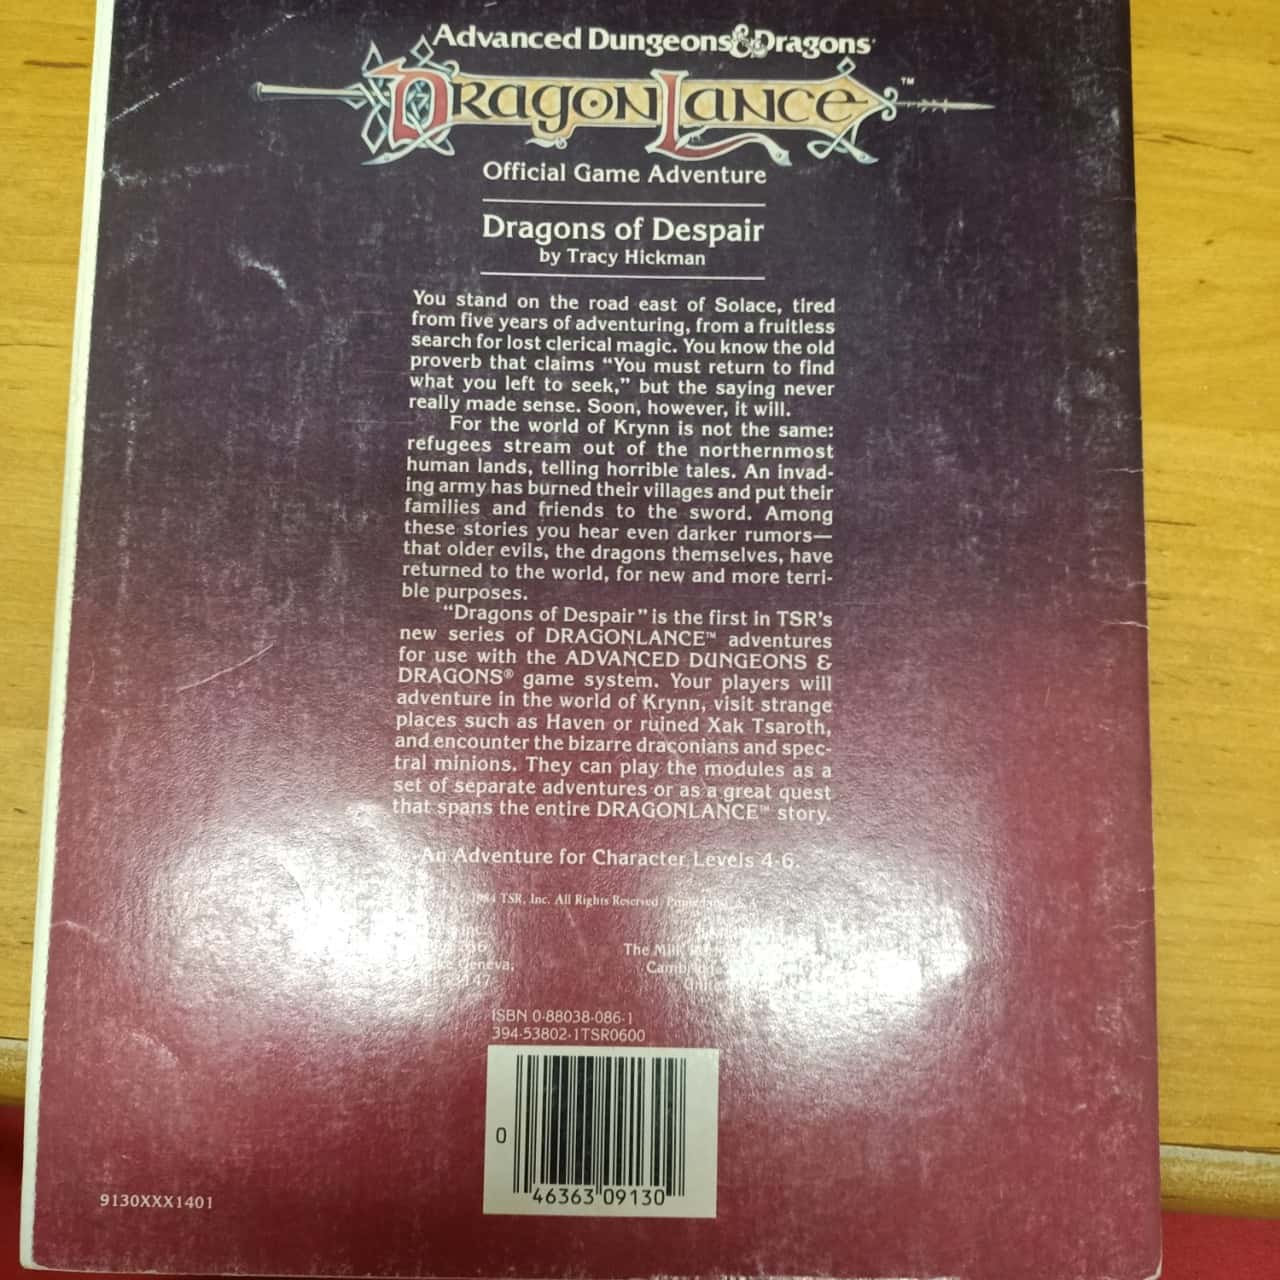 Advanced Dungeons & Dragons®
DRAGONLANCE™
Official Game Adventure
Dragons of Despair
by Tracy Hickman
You stand on the road east of Solace, tired
from five years of adventuring, from a fruitless
search for lost clerical magic. You know the old
proverb that claims “You must return to find
what you left to seek,” but the saying never
really made sense. Soon, however, it will.
For the world of Krynn is not the same:
refugees stream out of the northernmost
human lands, telling horrible tales. An invad-
ing army has burned their villages and put their
families and friends to the sword. Among
these stories you hear even darker rumors—
that older evils, the dragons themselves, have
returned to the world, for new and more terri-
ble purposes.
“Dragons of Despair” is the first in TSR's
new series of DRAGONLANCE™ adventures
for use with the ADVANCED DUNGEONS &
DRAGONS® game system. Your players will
adventure in the world of Krynn, visit strange
places such as Haven or ruined Xak Tsaroth,
and encounter the bizarre draconians and spec-
tral minions. They can play the modules as a
set of separate adventures or as a great quest
that spans the entire DRAGONLANCE™ story.
An Adventure for Character Levels 4-6.
1984 TSR, Inc. All Rights Reserved.
The Mill
Geneva,
ISBN 0-88038-086-1
394-53802-1TSR0600
0 46363 09130
9130XXX1401